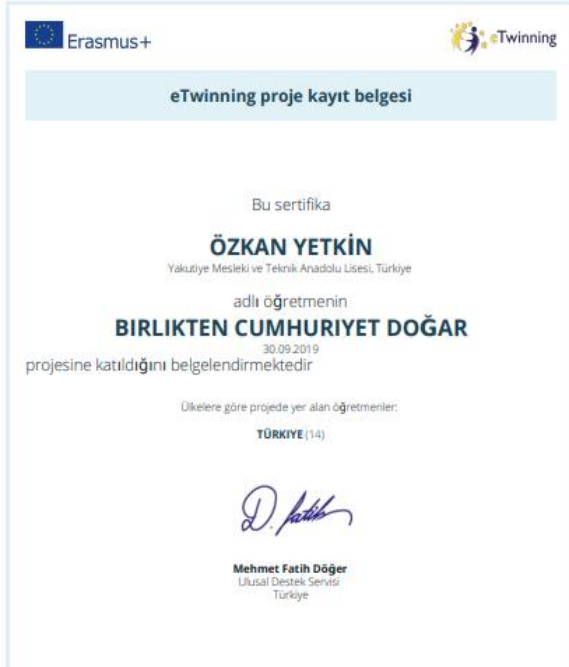 Erasmus+
eTwinning
eTwinning proje kayıt belgesi
Bu sertifika
ÖZKAN YETKİN
Yakutiye Mesleki ve Teknik Anadolu Lisesi, Türkiye
adlı öğretmenin
BIRLIKTEN CUMHURIYET DOĞAR
30.09.2019
projesine katıldığını belgelendirmektedir
Ülkelere göre projede yer alan öğretmenler:
TÜRKIYE (14)
D. fatih
Mehmet Fatih Döğer
Ulusal Destek Servisi
Türkiye